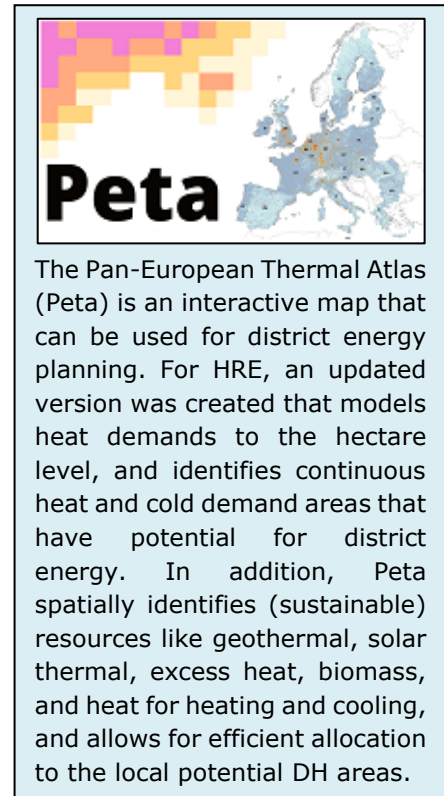 Peta
The Pan-European Thermal Atlas
(Peta) is an interactive map that
can be used for district energy
planning. For HRE, an updated
version was created that models
heat demands to the hectare
level, and identifies continuous
heat and cold demand areas that
have potential for district
energy. In addition, Peta
spatially identifies (sustainable)
resources like geothermal, solar
thermal, excess heat, biomass,
and heat for heating and cooling,
and allows for efficient allocation
to the local potential DH areas.